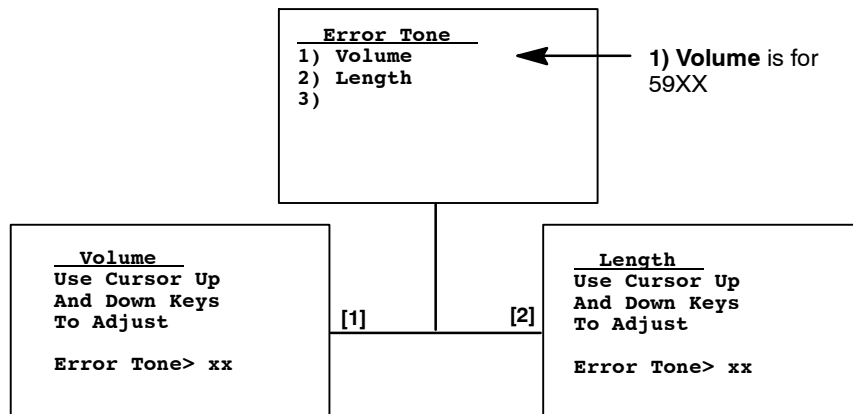 Error Tone
1) Volume
2) Length
3)
1) Volume is for
59XX
Volume
Use Cursor Up
And Down Keys
To Adjust
Error Tone> xx
[1]
[2]
Length
Use Cursor Up
And Down Keys
To Adjust
Error Tone> xx